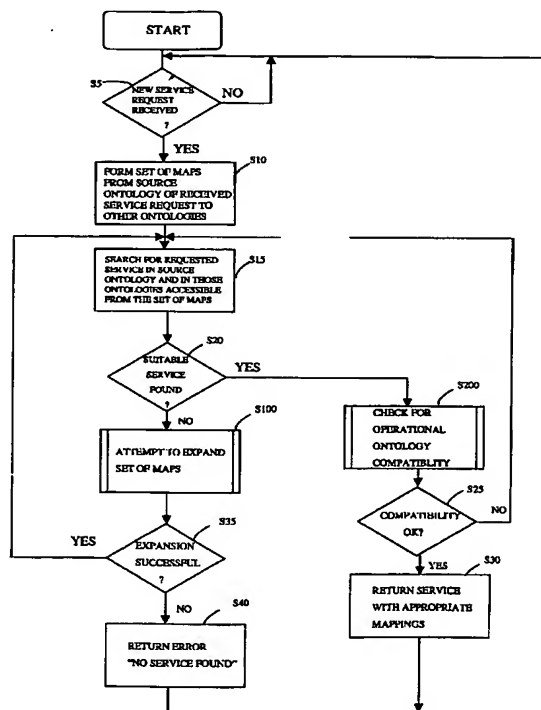 START
S5
NEW SERVICE
REQUEST
RECEIVED
?
NO
YES
S10
FORM SET OF MAPS
FROM SOURCE
ONTOLOGY OF RECEIVED
SERVICE REQUEST TO
OTHER ONTOLOGIES
S15
SEARCH FOR REQUESTED
SERVICE IN SOURCE
ONTOLOGY AND IN THOSE
ONTOLOGIES ACCESSIBLE
FROM THE SET OF MAPS
S20
SUITABLE
SERVICE
FOUND
?
YES
NO
S100
ATTEMPT TO EXPAND
SET OF MAPS
S200
CHECK FOR
OPERATIONAL
ONTOLOGY
COMPATIBLITY
S25
COMPATIBILITY
OK?
NO
YES
S35
EXPANSION
SUCCESSFUL
?
YES
NO
S30
RETURN SERVICE
WITH APPROPRIATE
MAPPINGS
S40
RETURN ERROR
"NO SERVICE FOUND"